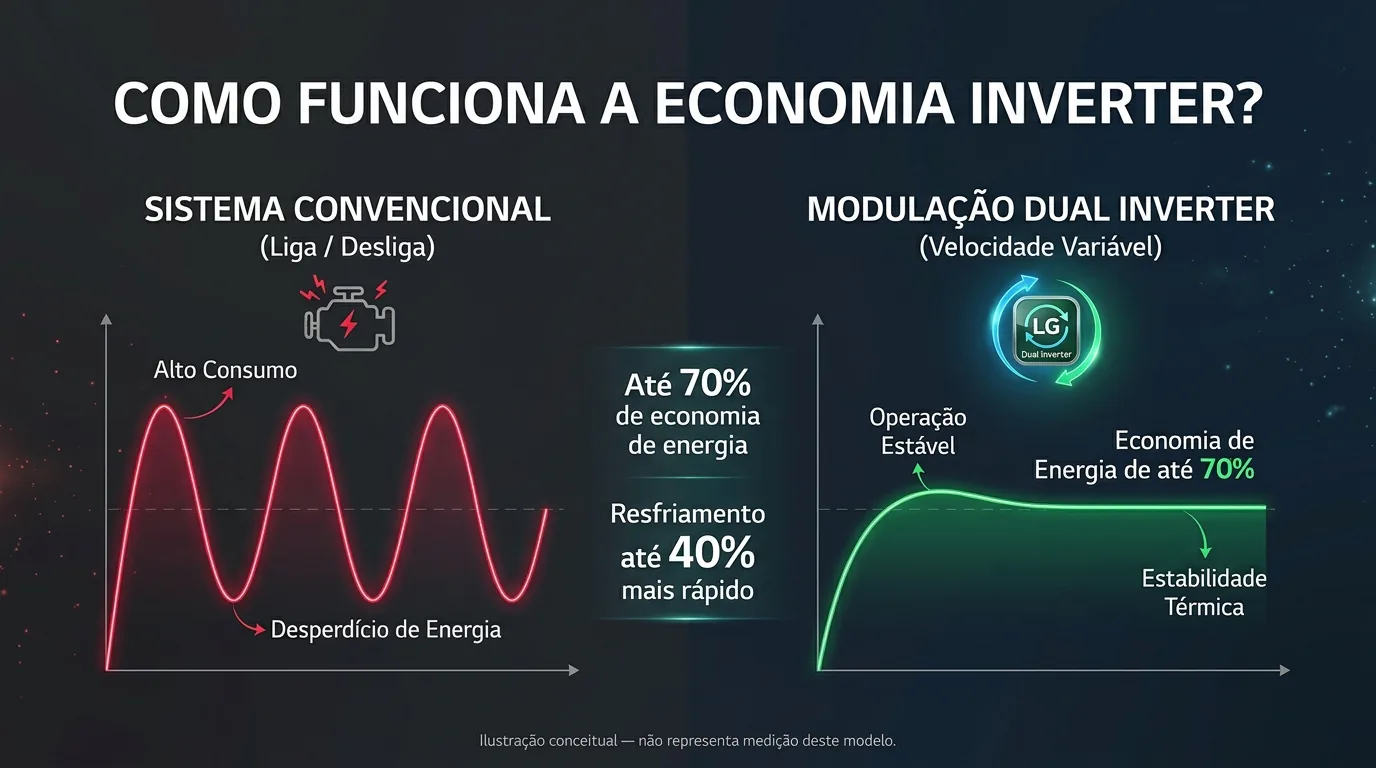 COMO FUNCIONA A ECONOMIA INVERTER?
SISTEMA CONVENCIONAL
(Liga / Desliga)
Alto Consumo
Desperdício de Energia
Até 70%
de economia
de energia
Resfriamento
até 40%
mais rápido
MODULAÇÃO DUAL INVERTER
(Velocidade Variável)
LG
Dual inverter
Operação
Estável
Economia de
Energia de até 70%
Estabilidade
Térmica
Ilustração conceitual — não representa medição deste modelo.